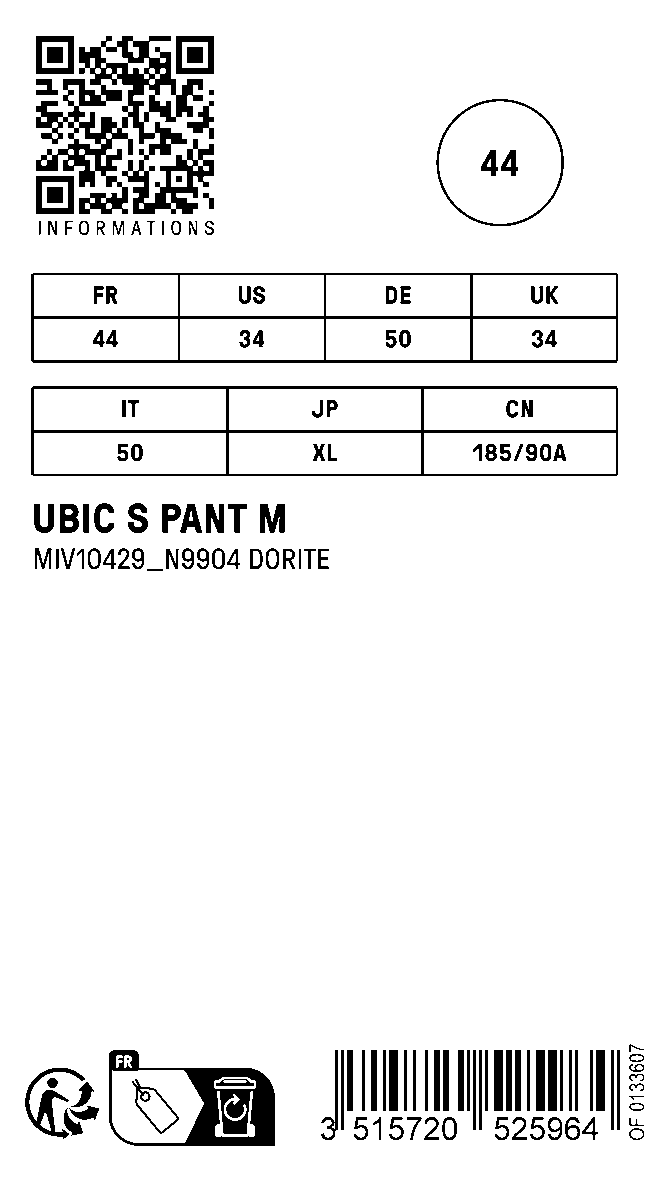 INFORMATIONS
44
FR US DE UK
44 34 50 34
IT JP CN
50 XL 185/90A
UBIC S PANT M
MIV10429_N9904 DORITE
FR
3 515720 525964
OF 0133607